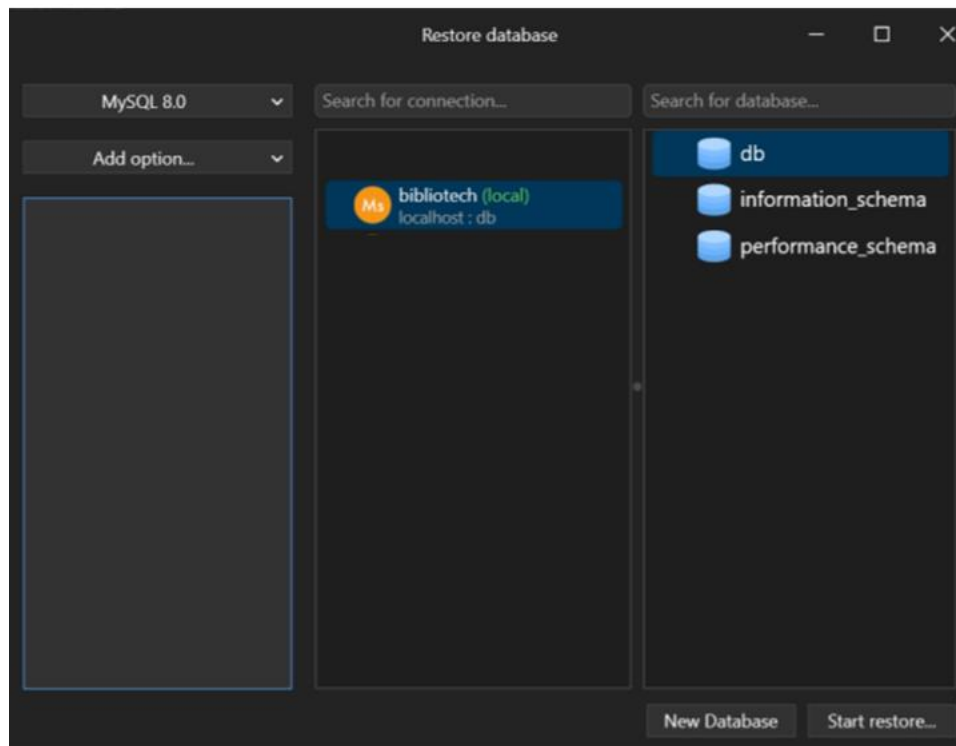 Restore database
MySQL 8.0
Add option...
Search for connection...
Ms
bibliotech (local)
localhost : db
Search for database...
db
information_schema
performance_schema
New Database
Start restore...